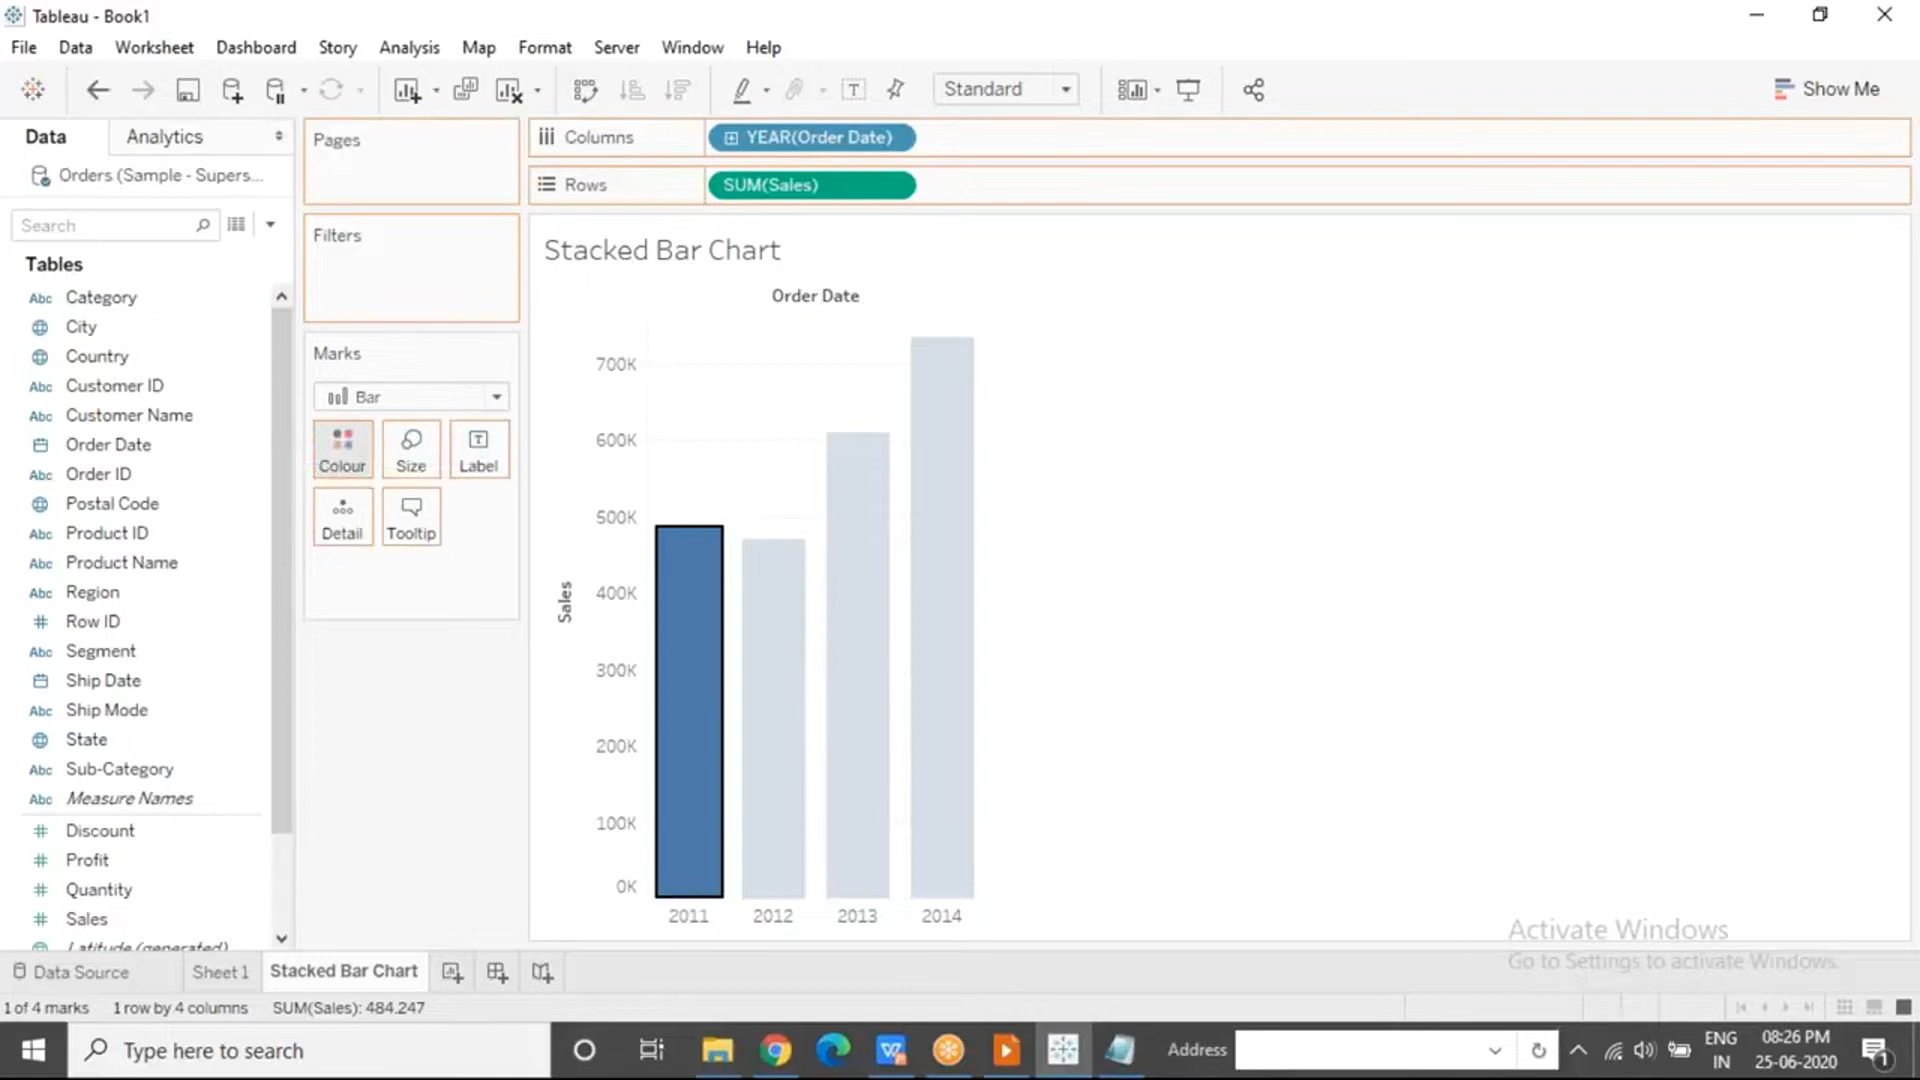 Tableau - Book1
File Data Worksheet Dashboard Story Analysis Map Format Server Window Help
Standard
Show Me
Data Analytics
Orders (Sample - Supers...
Search
Tables
Category
City
Country
Customer ID
Customer Name
Order Date
Order ID
Postal Code
Product ID
Product Name
Region
Row ID
Segment
Ship Date
Ship Mode
State
Sub-Category
Measure Names
Discount
Profit
Quantity
Sales
Latitude (generated)
Pages
Filters
Marks
Bar
Colour Size Label
Detail Tooltip
Columns YEAR(Order Date)
Rows SUM(Sales)
Stacked Bar Chart
Order Date
700K
600K
500K
400K
300K
200K
100K
0K
Sales
2011 2012 2013 2014
Activate Windows
Go to Settings to activate Windows.
Data Source Sheet 1 Stacked Bar Chart
1 of 4 marks 1 row by 4 columns SUM(Sales): 484.247
Type here to search
Address
ENG
IN
08:26 PM
25-06-2020
1